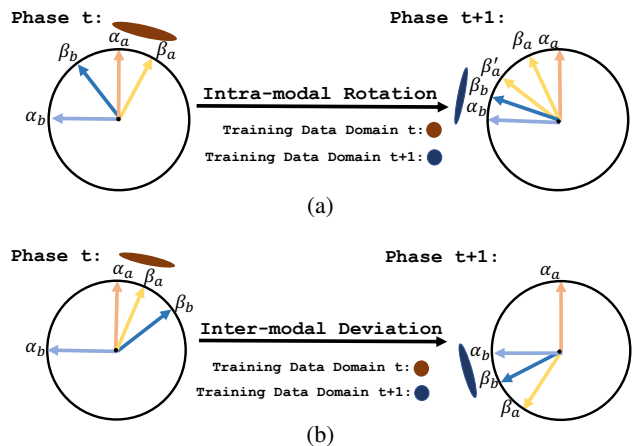 Phase t:
Phase t+1:
α_a
β_a
β_b
α_b
β_a α_a
β'_a
β_b
α_b
Intra-modal Rotation
Training Data Domain t:
Training Data Domain t+1:
(a)
Phase t:
Phase t+1:
α_a
β_a
β_b
α_b
α_a
α_b
β_b
β_a
Inter-modal Deviation
Training Data Domain t:
Training Data Domain t+1:
(b)